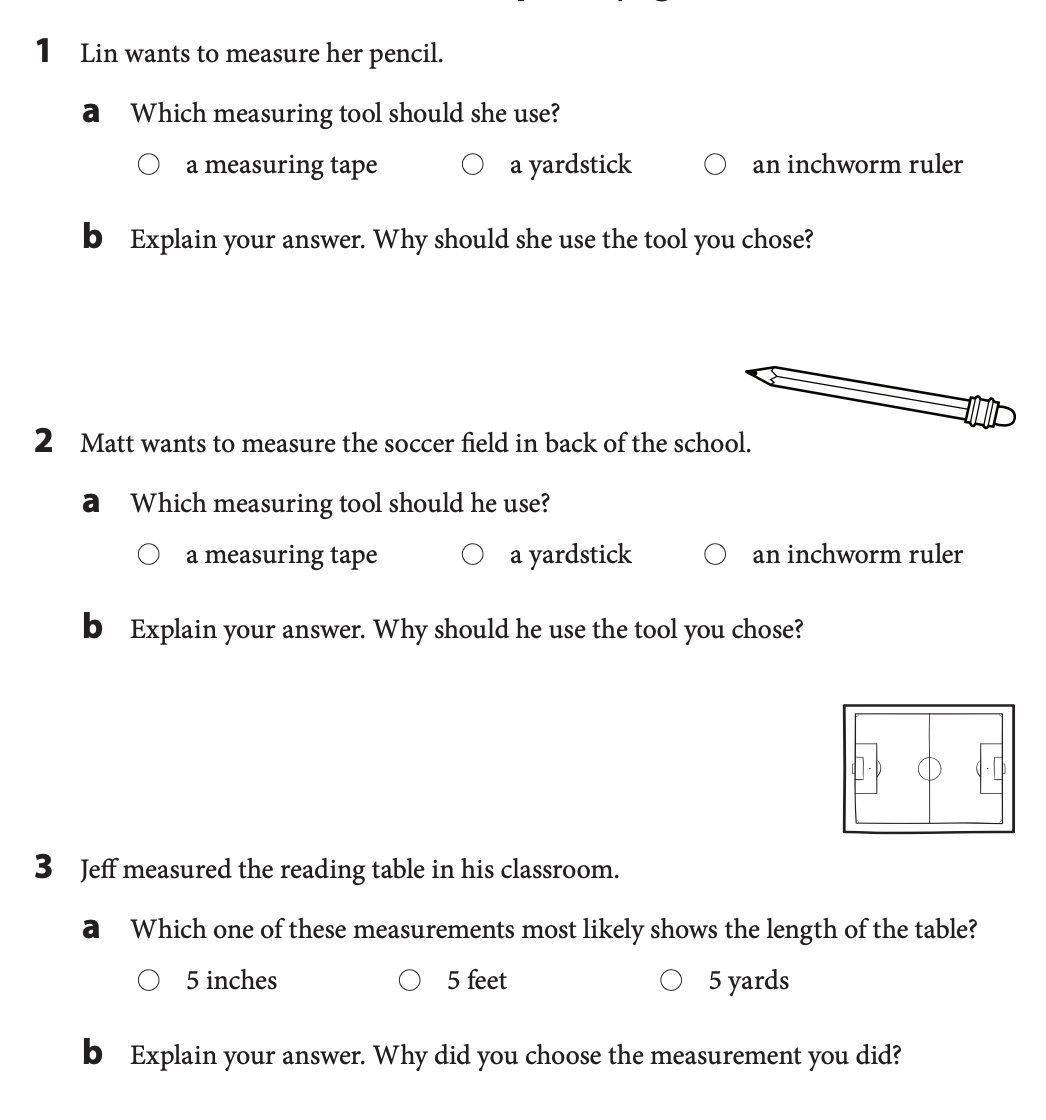 1 Lin wants to measure her pencil.
a Which measuring tool should she use?
a measuring tape a yardstick an inchworm ruler
b Explain your answer. Why should she use the tool you chose?
2 Matt wants to measure the soccer field in back of the school.
a Which measuring tool should he use?
a measuring tape a yardstick an inchworm ruler
b Explain your answer. Why should he use the tool you chose?
3 Jeff measured the reading table in his classroom.
a Which one of these measurements most likely shows the length of the table?
5 inches 5 feet 5 yards
b Explain your answer. Why did you choose the measurement you did?